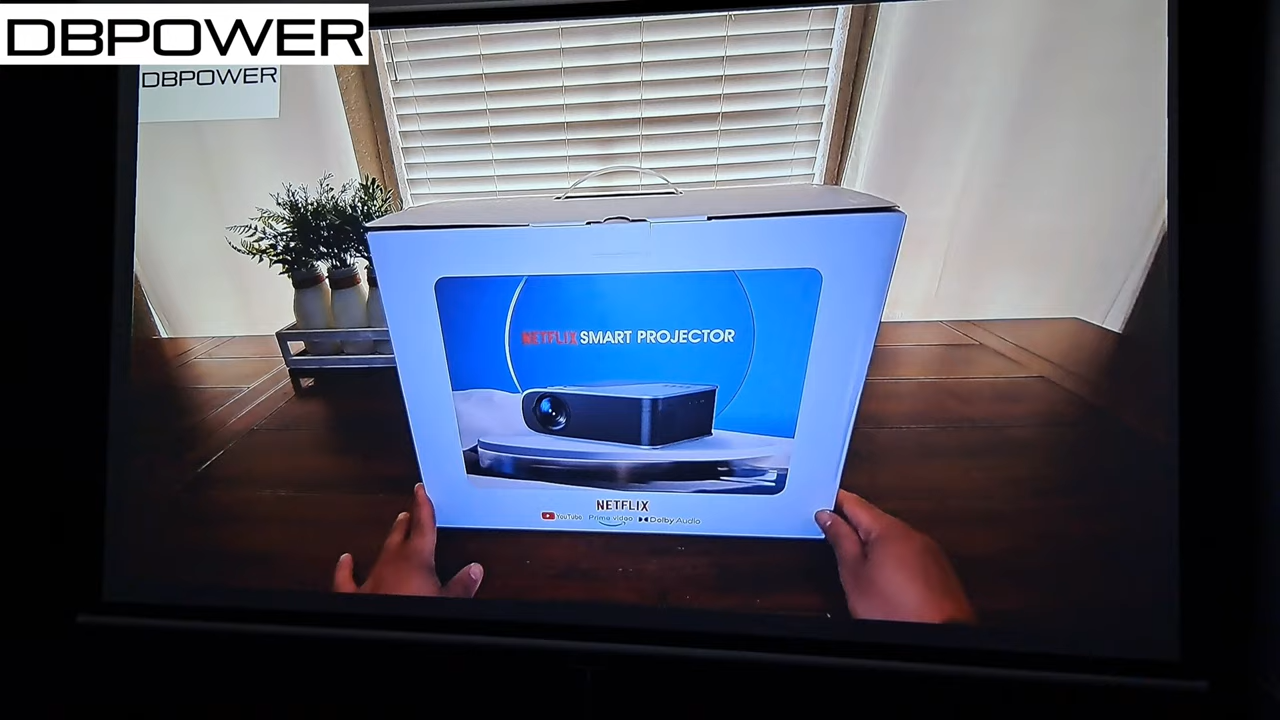 DBPOWER
DBPOWER
NETFLIX SMART PROJECTOR
NETFLIX
YouTube prime video Dolby Audio